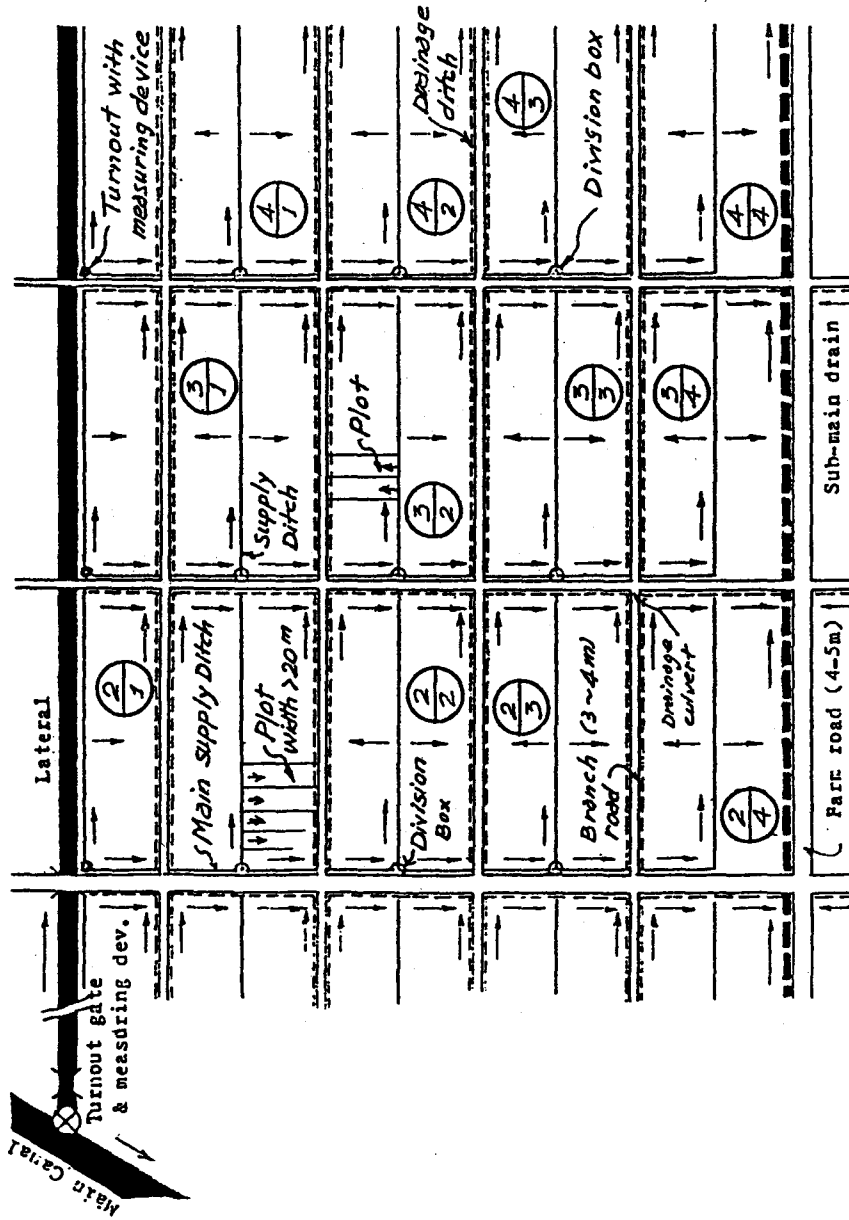 Main Canal
Turnout gate
& measdring dev.
Lateral
Turnout with
measuring device
2
1
3
1
4
1
Main supply Ditch
Plot
Width >20m
Supply
Ditch
Division
Box
2
2
3
2
Plot
4
2
Drainage
ditch
2
3
3
3
4
3
Division box
Branch (3~4m)
road
Drainage
culvert
2
4
3
4
4
4
Farm road (4-5m)
Sub-main drain